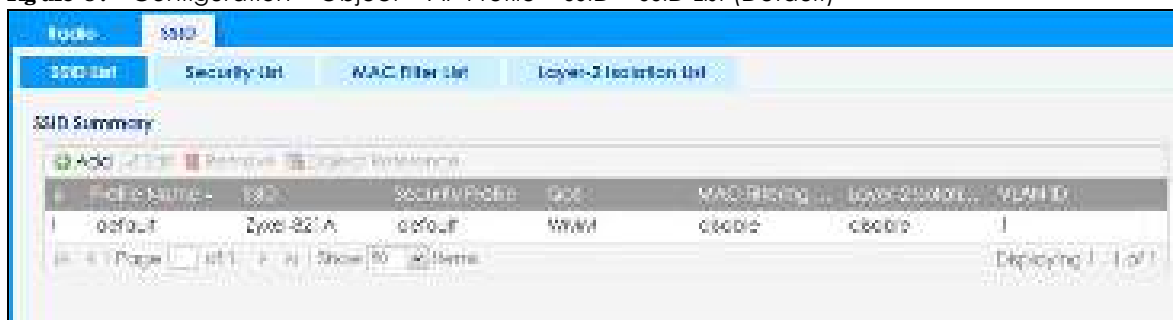 Configuration Object AP Profile SSID SSID List (Default)
Radio SSID
SSID List Security List MAC Filter List Layer-2 Isolation List
SSID Summary
Add Edit Remove Object Reference
# Profile Name SSID Security Profile QoS MAC Filtering ... Layer-2 Isolati... VLAN ID
1 default default WMM disable disable 1
Page of 1 Show 50 Items Displaying 1 - 1 of 1